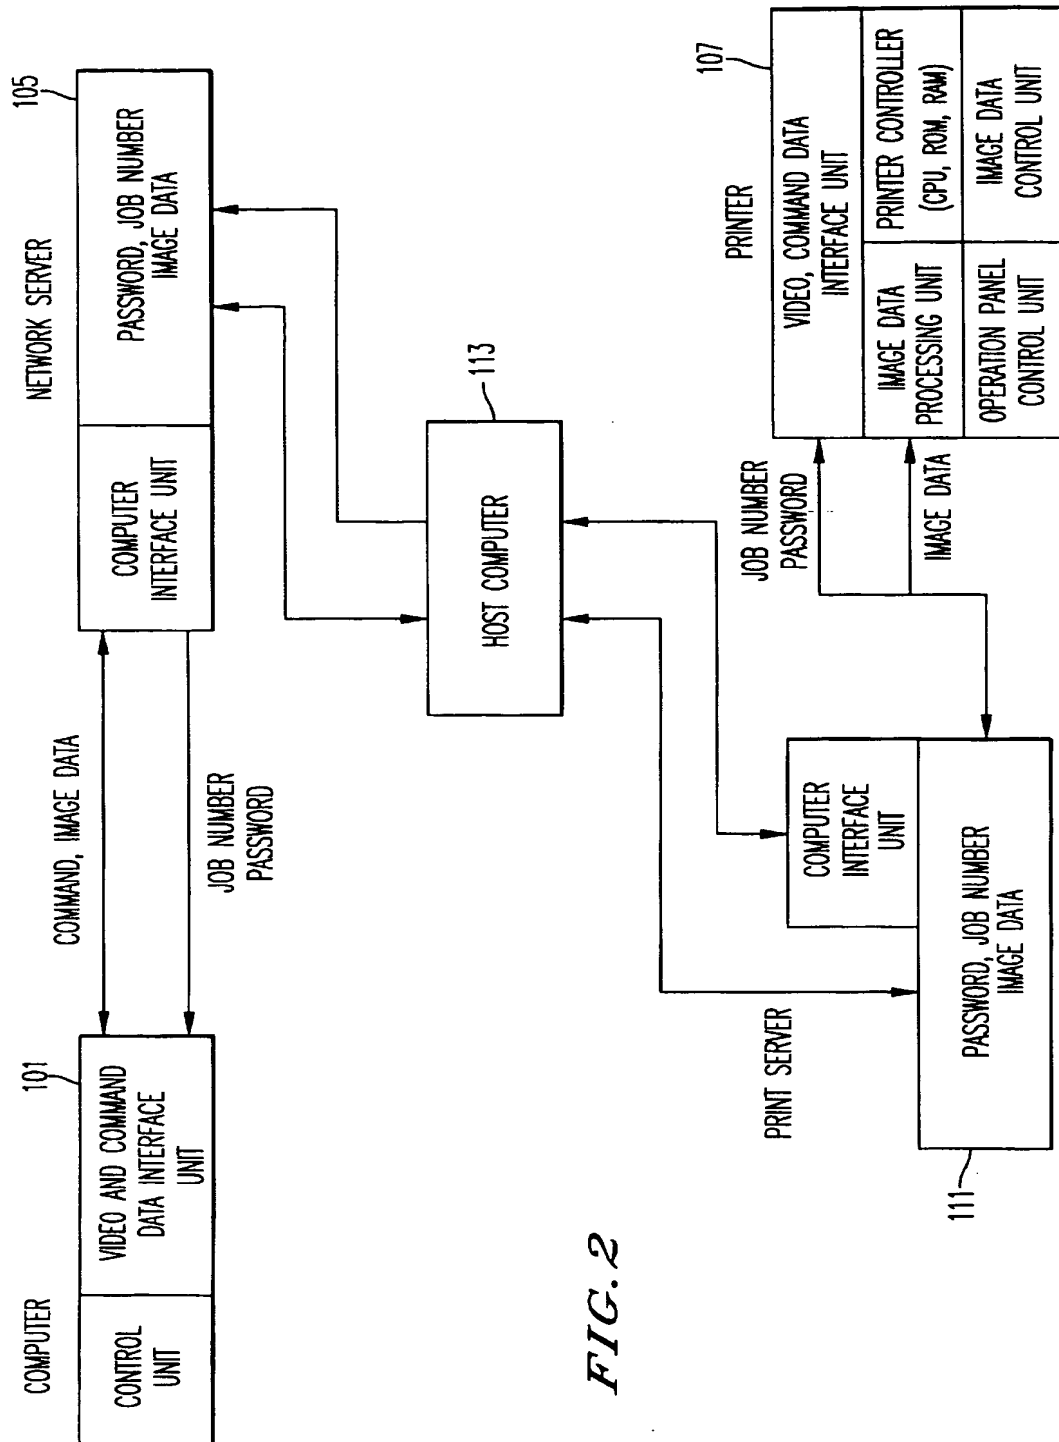 COMPUTER
101
CONTROL
UNIT
VIDEO AND COMMAND
DATA INTERFACE
UNIT
COMMAND, IMAGE DATA
JOB NUMBER
PASSWORD
NETWORK SERVER
105
COMPUTER
INTERFACE UNIT
PASSWORD, JOB NUMBER
IMAGE DATA
HOST COMPUTER
113
PRINT SERVER
COMPUTER
INTERFACE
UNIT
PASSWORD, JOB NUMBER
IMAGE DATA
111
JOB NUMBER
PASSWORD
IMAGE DATA
PRINTER
107
VIDEO, COMMAND DATA
INTERFACE UNIT
IMAGE DATA
PROCESSING UNIT
PRINTER CONTROLLER
(CPU, ROM, RAM)
OPERATION PANEL
CONTROL UNIT
IMAGE DATA
CONTROL UNIT
FIG. 2